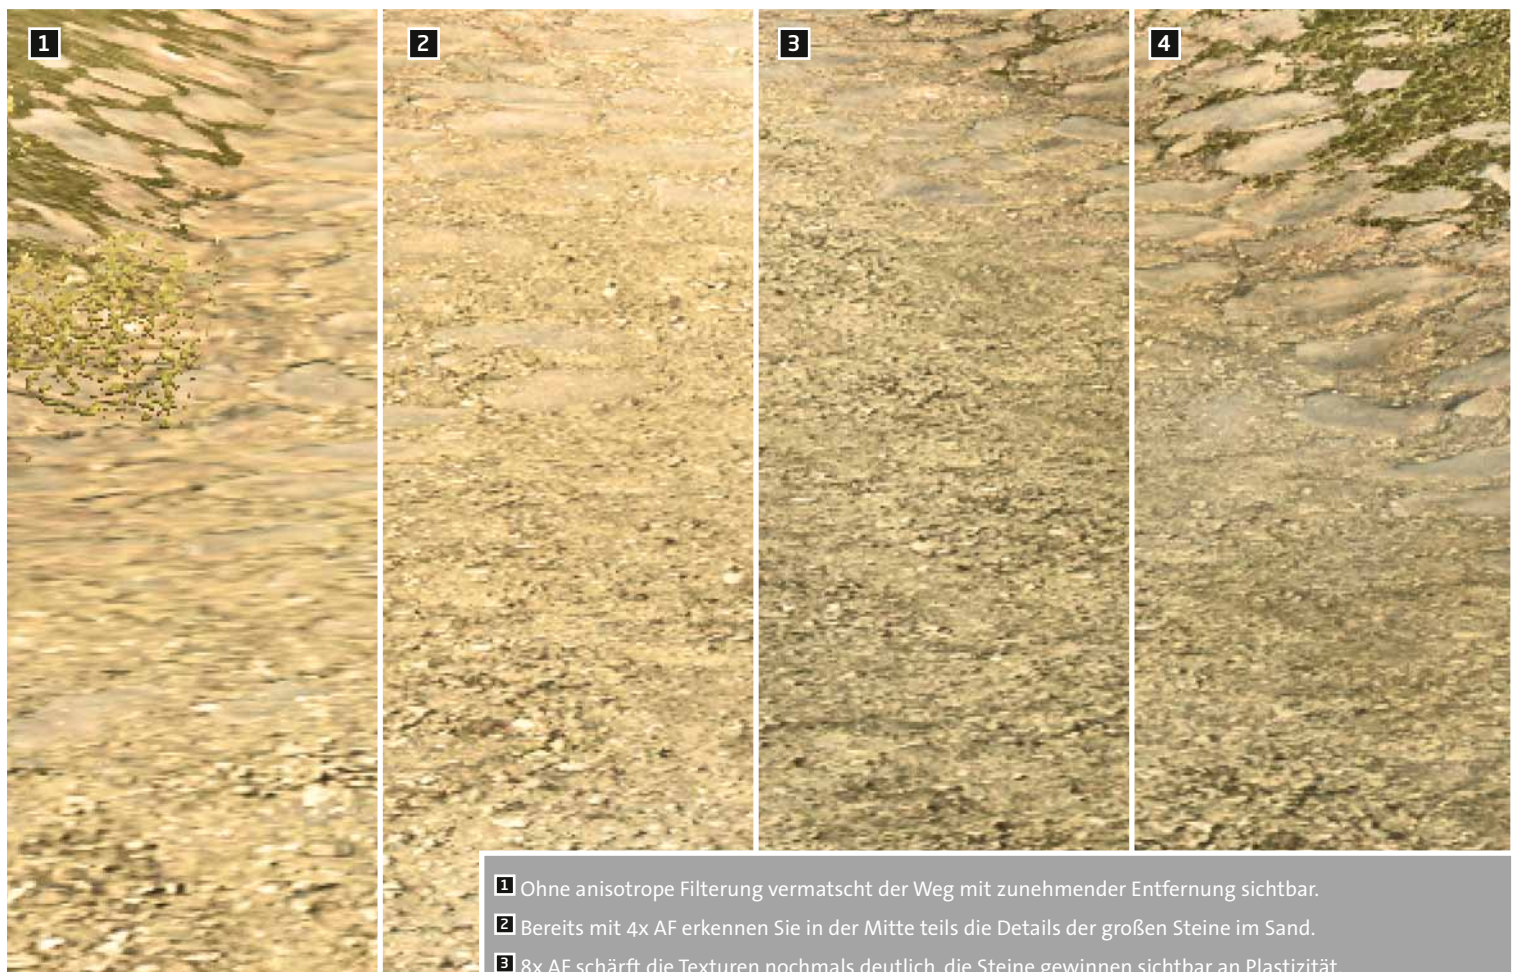 1 2 3 4
1 Ohne anisotrope Filterung vermatscht der Weg mit zunehmender Entfernung sichtbar.
2 Bereits mit 4x AF erkennen Sie in der Mitte teils die Details der großen Steine im Sand.
3 8x AF schärft die Texturen nochmals deutlich, die Steine gewinnen sichtbar an Plastizität